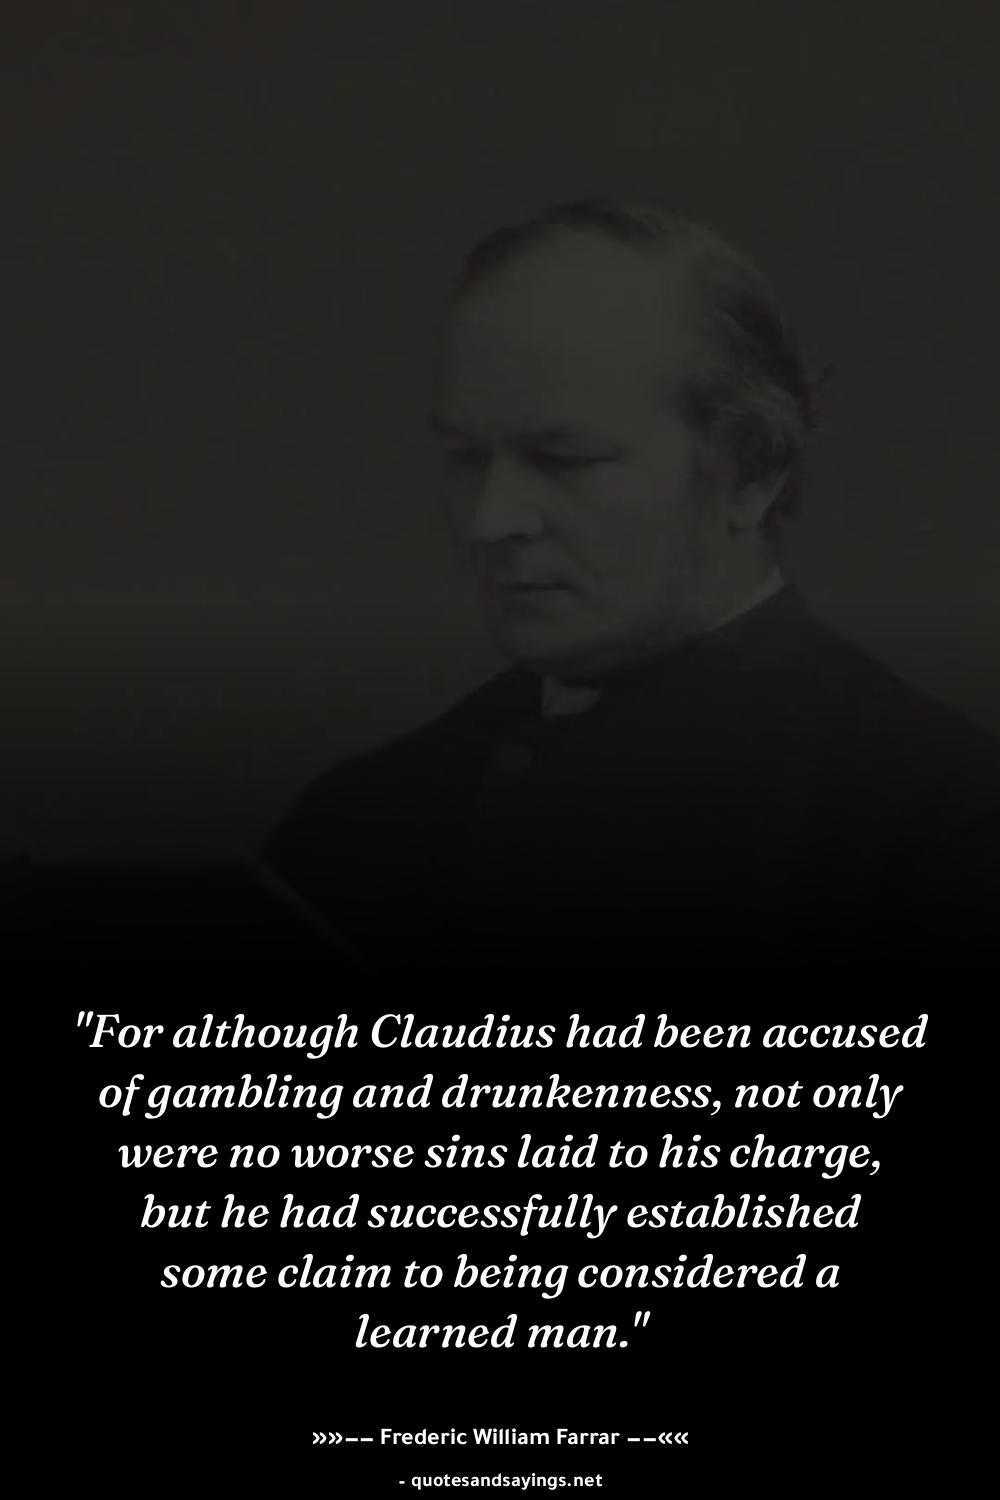 "For although Claudius had been accused
of gambling and drunkenness, not only
were no worse sins laid to his charge,
but he had successfully established
some claim to being considered a
learned man."
»»−− Frederic William Farrar −−««
- quotesandsayings.net